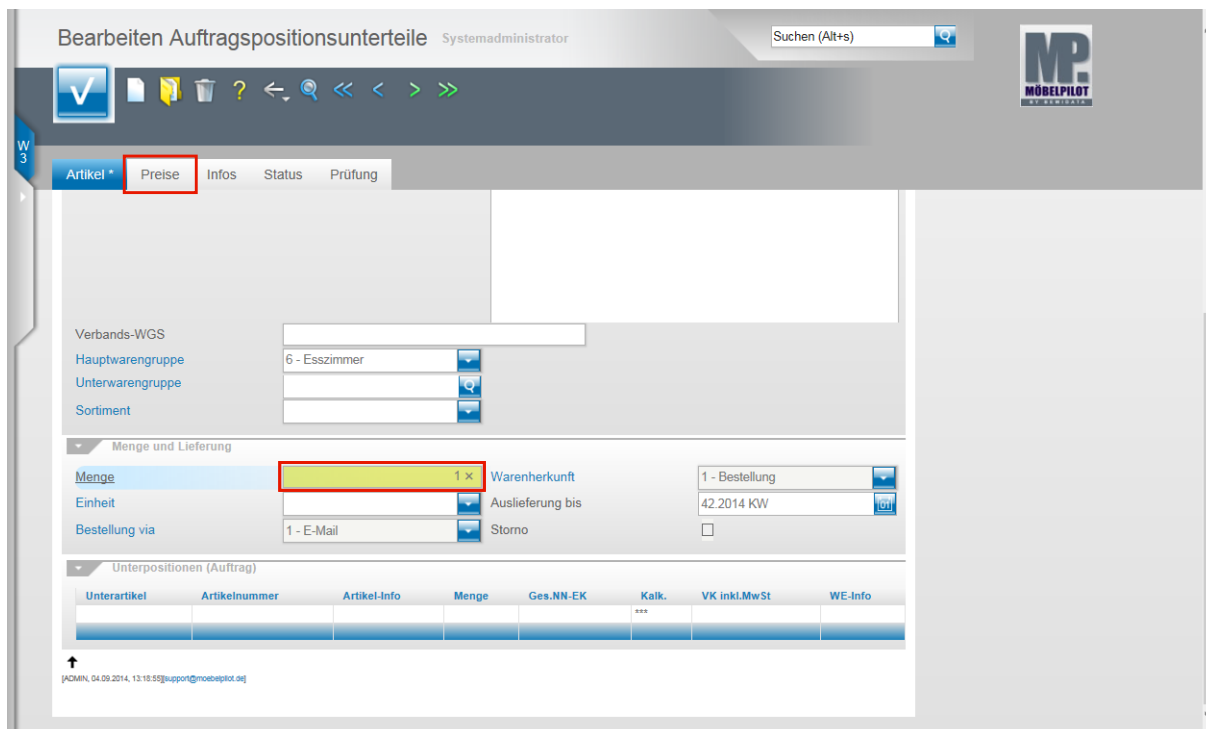 Bearbeiten Auftragspositionsunterteile Systemadministrator
Suchen (Alt+s)
MP.
MÖBELPILOT
BY BEWIDATA
W
3
Artikel * Preise Infos Status Prüfung
Verbands-WGS
Hauptwarengruppe 6 - Esszimmer
Unterwarengruppe
Sortiment
Menge und Lieferung
Menge 1 × Warenherkunft 1 - Bestellung
Einheit Auslieferung bis 42.2014 KW
Bestellung via 1 - E-Mail Storno
Unterpositionen (Auftrag)
Unterartikel Artikelnummer Artikel-Info Menge Ges.NN-EK Kalk. VK inkl.MwSt WE-Info
***
[ADMIN, 04.09.2014, 13:18:55][support@moebelpilot.de]